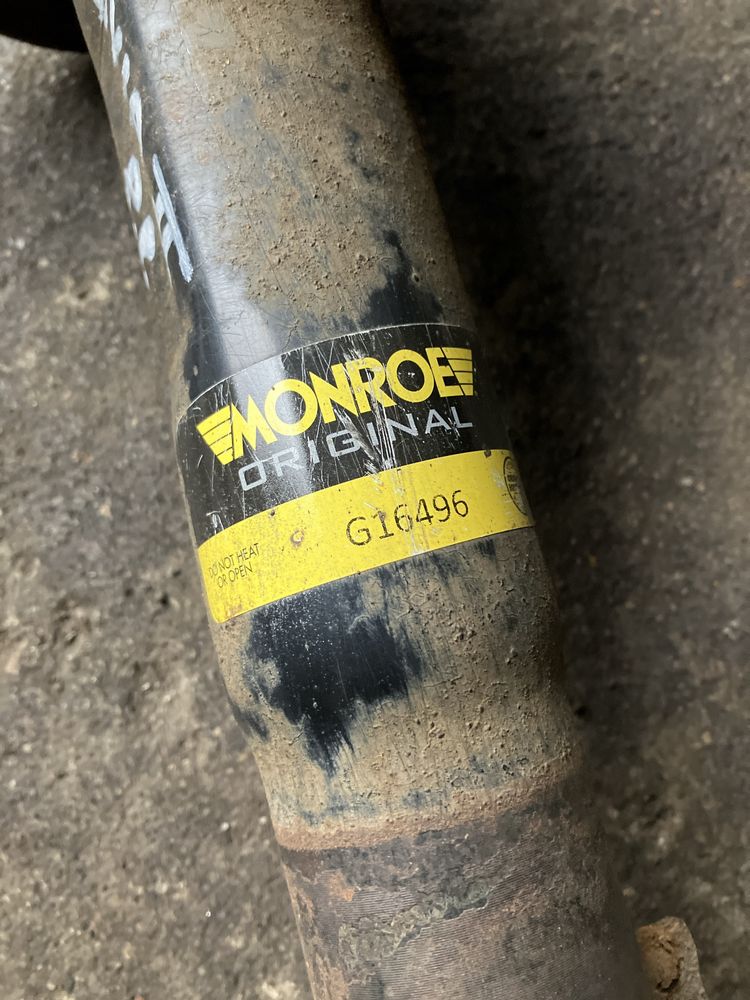 MONROE
ORIGINAL
G16496
DO NOT HEAT
OR OPEN